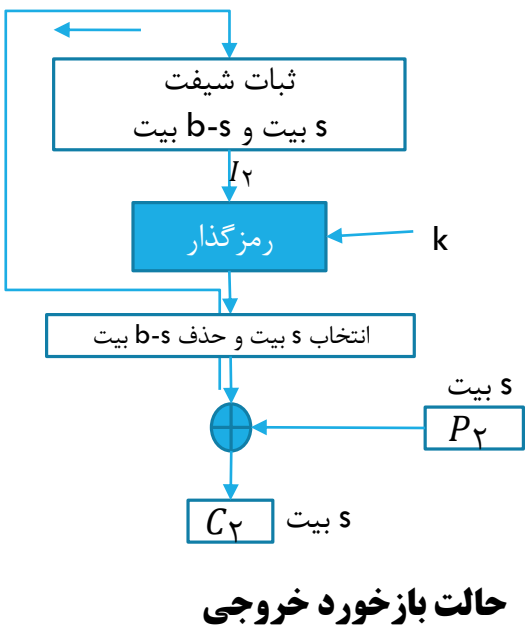 ثبات شیفت
s بیت و b-s بیت
I۲
رمزگذار
k
انتخاب s بیت و حذف b-s بیت
s بیت
P۲
C۲
s بیت
حالت بازخورد خروجی